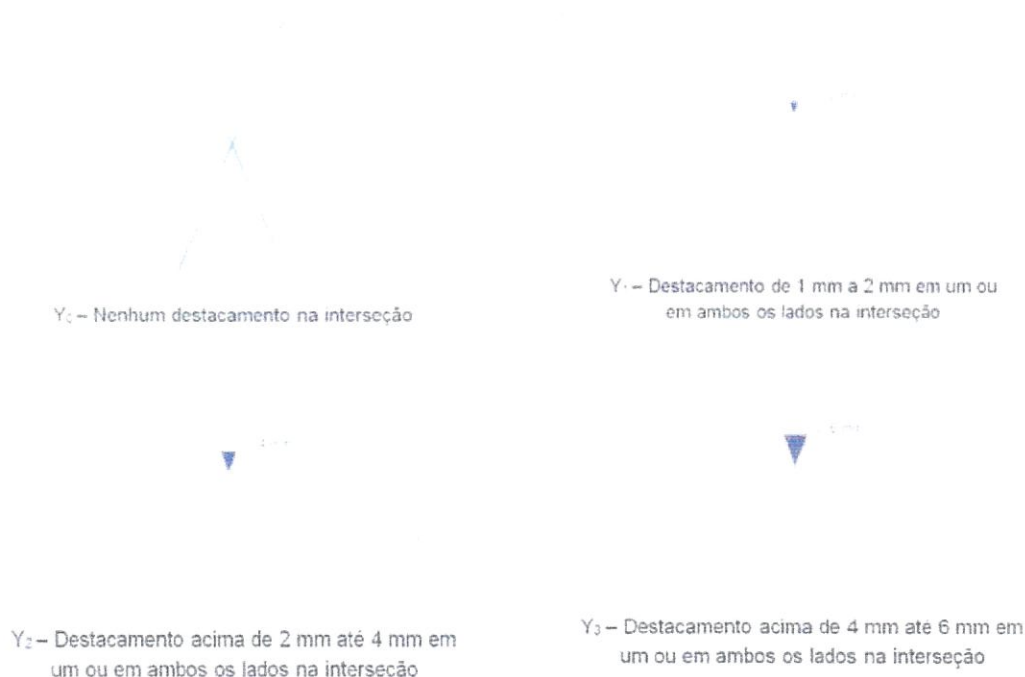 Y₀ – Nenhum destacamento na interseção
Y₁ – Destacamento de 1 mm a 2 mm em um ou
em ambos os lados na interseção
Y₂ – Destacamento acima de 2 mm até 4 mm em
um ou em ambos os lados na interseção
Y₃ – Destacamento acima de 4 mm até 6 mm em
um ou em ambos os lados na interseção